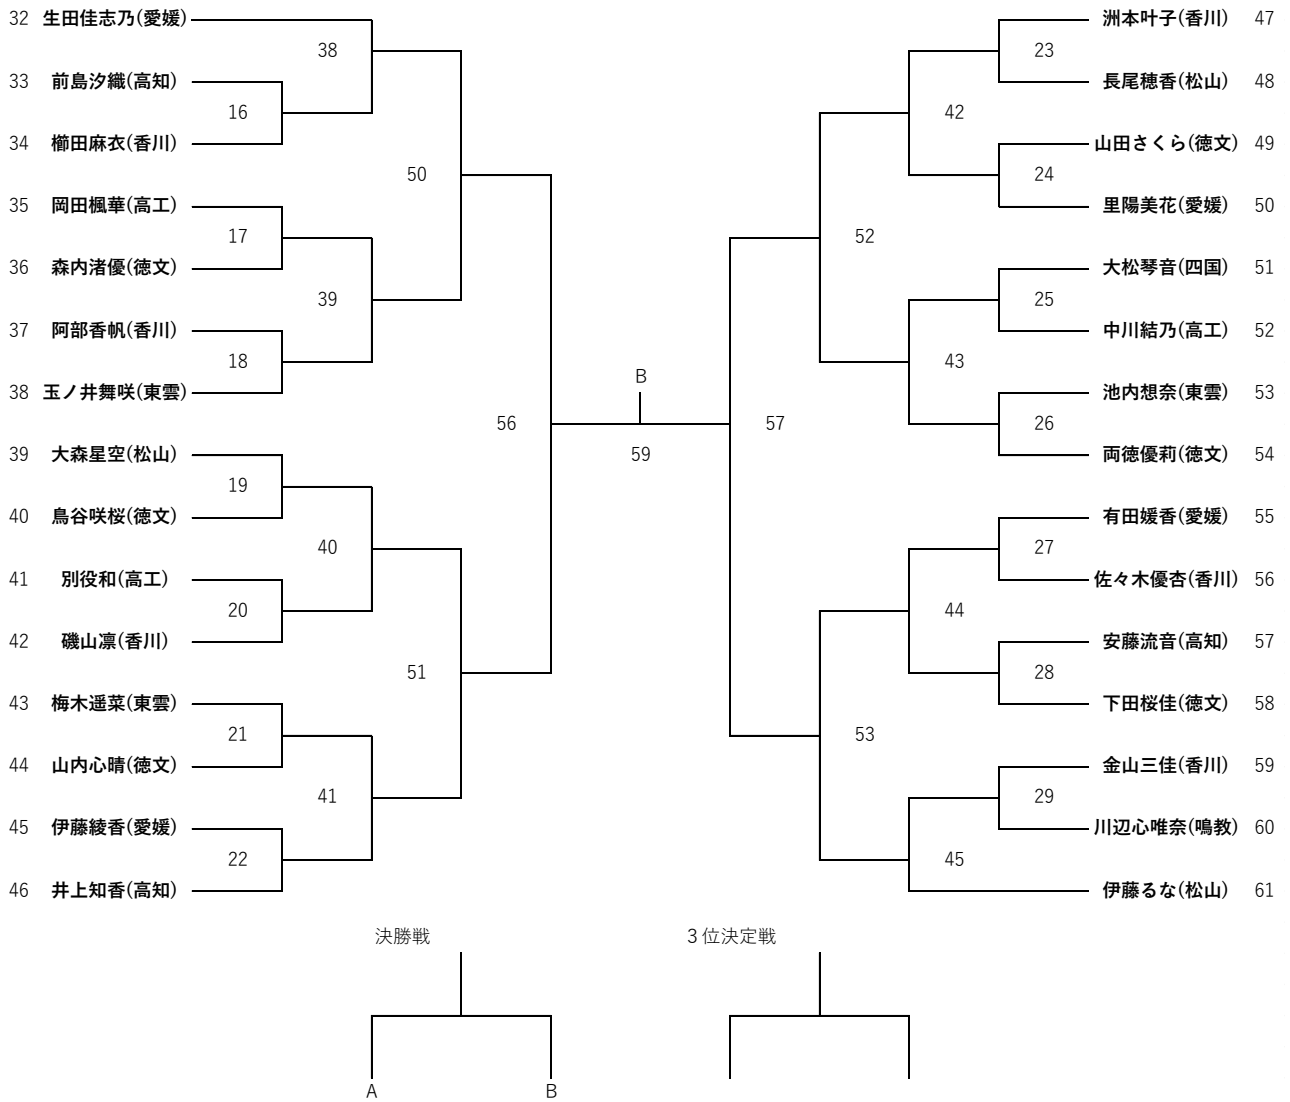 32 生田佳志乃(愛媛)
38
33 前島汐織(高知)
16
34 櫛田麻衣(香川)
50
35 岡田楓華(高工)
17
36 森内渚優(徳文)
39
37 阿部香帆(香川)
18
38 玉ノ井舞咲(東雲)
56
39 大森星空(松山)
19
40 鳥谷咲桜(徳文)
40
41 別役和(高工)
20
42 磯山凛(香川)
51
43 梅木遥菜(東雲)
21
44 山内心晴(徳文)
41
45 伊藤綾香(愛媛)
22
46 井上知香(高知)
B
59
洲本叶子(香川) 47
23
長尾穂香(松山) 48
42
山田さくら(徳文) 49
24
里陽美花(愛媛) 50
52
大松琴音(四国) 51
25
中川結乃(高工) 52
43
池内想奈(東雲) 53
26
両徳優莉(徳文) 54
57
有田媛香(愛媛) 55
27
佐々木優杏(香川) 56
44
安藤流音(高知) 57
28
下田桜佳(徳文) 58
53
金山三佳(香川) 59
29
川辺心唯奈(鳴教) 60
45
伊藤るな(松山) 61
決勝戦
A B
３位決定戦